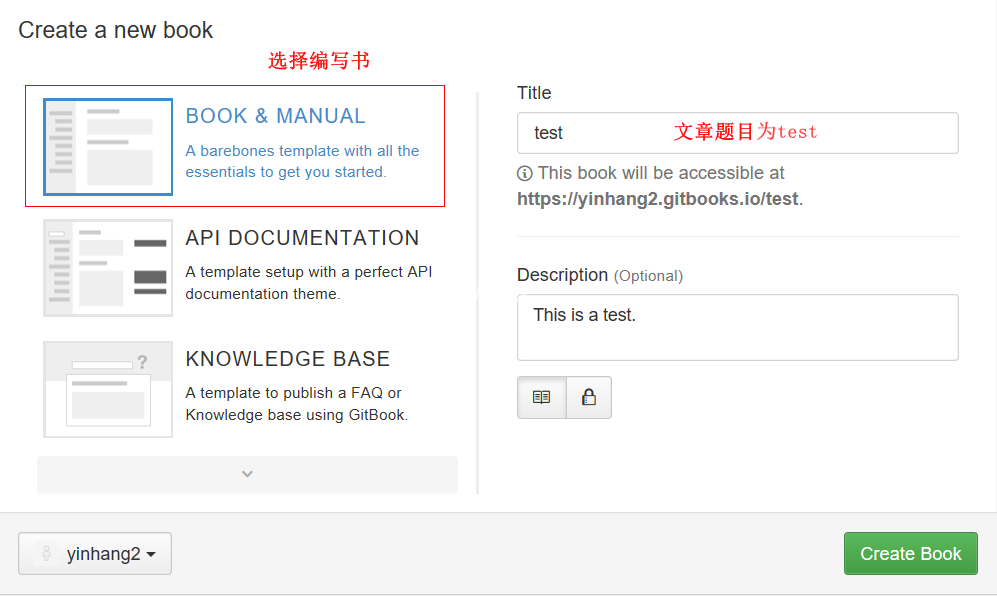 Create a new book
选择编写书
BOOK & MANUAL
A barebones template with all the
essentials to get you started.
API DOCUMENTATION
A template setup with a perfect API
documentation theme.
?
KNOWLEDGE BASE
A template to publish a FAQ or
Knowledge base using GitBook.
Title
test 文章题目为test
This book will be accessible at
https://yinhang2.gitbooks.io/test.
Description (Optional)
This is a test.
yinhang2
Create Book